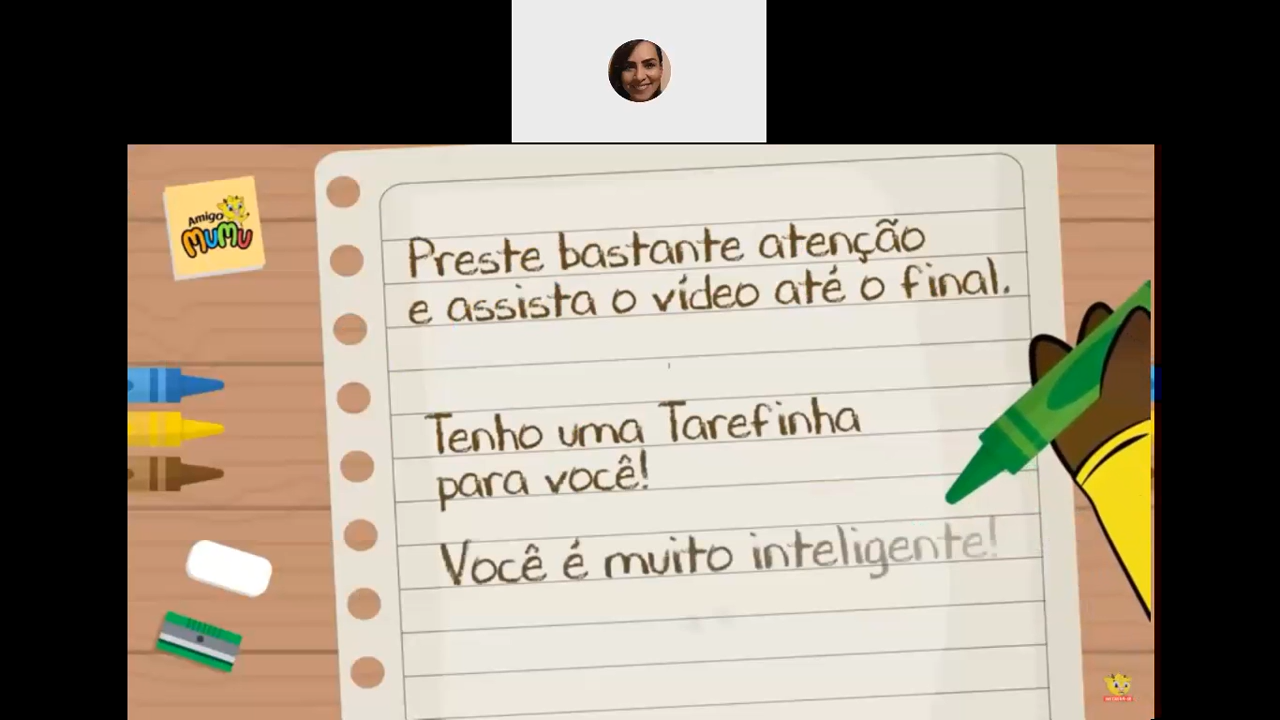 Amigo
MUMU
Preste bastante atenção
e assista o vídeo até o final.
Tenho uma Tarefinha
para você!
Você é muito inteligente!